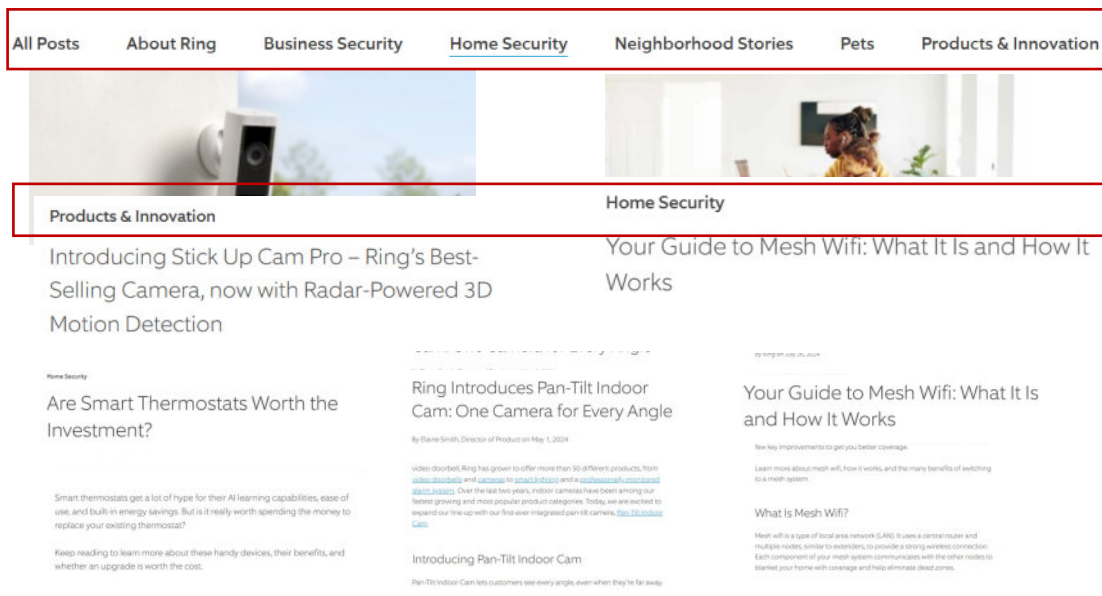 All Posts About Ring Business Security Home Security Neighborhood Stories Pets Products & Innovation
Products & Innovation
Introducing Stick Up Cam Pro – Ring's Best-
Selling Camera, now with Radar-Powered 3D
Motion Detection
Home Security
Your Guide to Mesh Wifi: What It Is and How It
Works
Home Security
Are Smart Thermostats Worth the
Investment?
Smart thermostats get a lot of hype for their AI learning capabilities, ease of
use, and built-in energy savings. But is it really worth spending the money to
replace your existing thermostat?
Keep reading to learn more about these handy devices, their benefits, and
whether an upgrade is worth the cost.
Ring Introduces Pan-Tilt Indoor
Cam: One Camera for Every Angle
By Elaine Smith, Director of Product on May 1, 2024
video doorbell, Ring has grown to offer more than 50 different products, from
video doorbells and cameras to smart lighting and a professionally monitored
alarm system. Over the last two years, indoor cameras have been among our
fastest growing and most popular product categories. Today, we are excited to
expand our line up with our first-ever integrated pan-tilt camera, Pan-Tilt Indoor
Cam.
Introducing Pan-Tilt Indoor Cam
Pan-Tilt Indoor Cam lets customers see every angle, even when they're far away.
By Ring on July 26, 2024
Your Guide to Mesh Wifi: What It Is
and How It Works
few key improvements to get you better coverage.
Learn more about mesh wifi, how it works, and the many benefits of switching
to a mesh system.
What Is Mesh Wifi?
Mesh wifi is a type of local area network (LAN). It uses a central router and
multiple nodes, similar to extenders, to provide a strong wireless connection.
Each component of your mesh system communicates with the other nodes to
blanket your home with coverage and help eliminate dead zones.